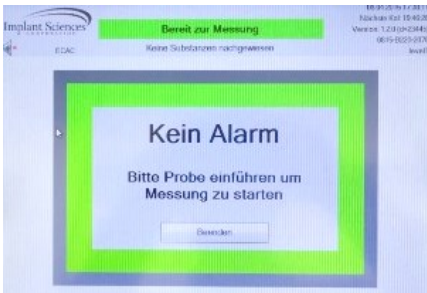 Implant Sciences
Bereit zur Messung
ECAC
Keine Substanzen nachgewiesen
Kein Alarm
Bitte Probe einführen um
Messung zu starten
Beenden